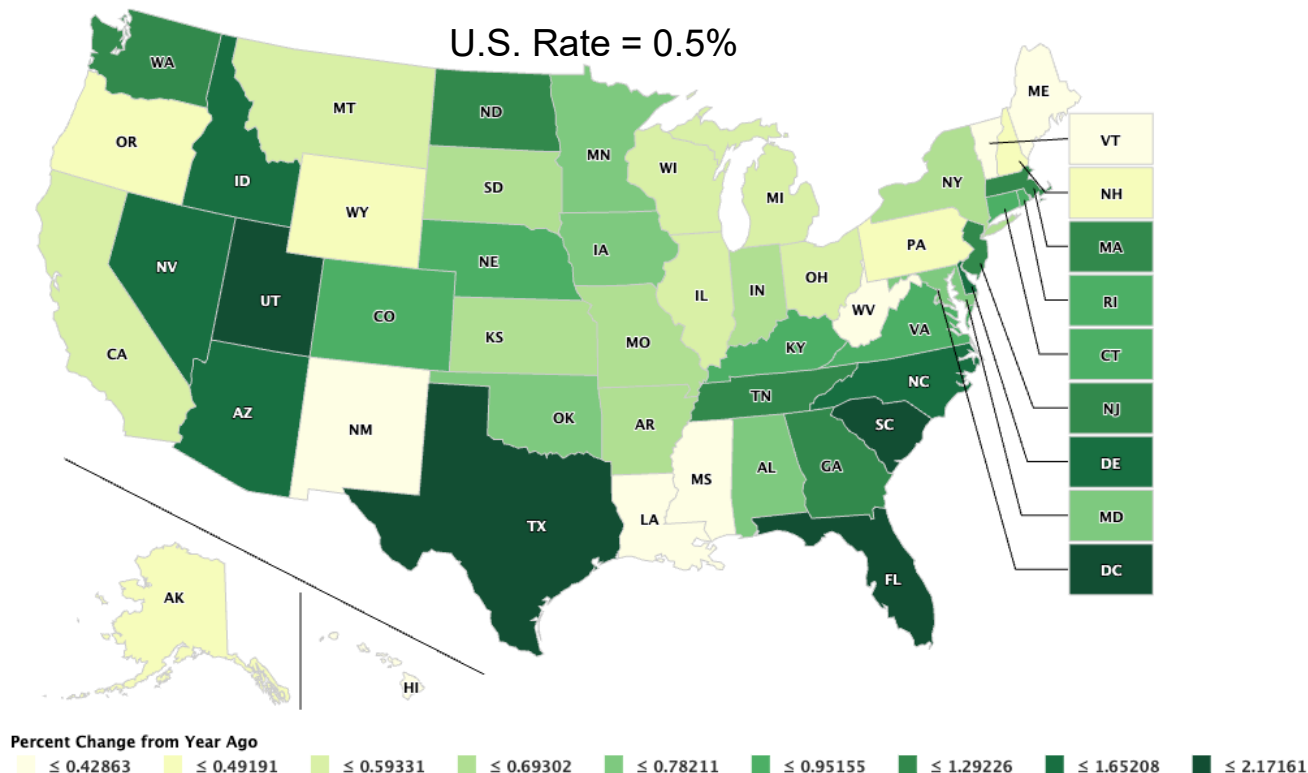 U.S. Rate = 0.5%
WA
MT
ND
MN
ME
OR
ID
WY
SD
WI
MI
NY
VT
NH
MA
RI
CT
NJ
DE
MD
DC
NV
UT
CO
NE
IA
IL
IN
OH
PA
WV
VA
CA
AZ
NM
KS
MO
KY
TN
NC
OK
AR
SC
TX
LA
MS
AL
GA
FL
AK
HI
Percent Change from Year Ago
≤ 0.42863 ≤ 0.49191 ≤ 0.59331 ≤ 0.69302 ≤ 0.78211 ≤ 0.95155 ≤ 1.29226 ≤ 1.65208 ≤ 2.17161